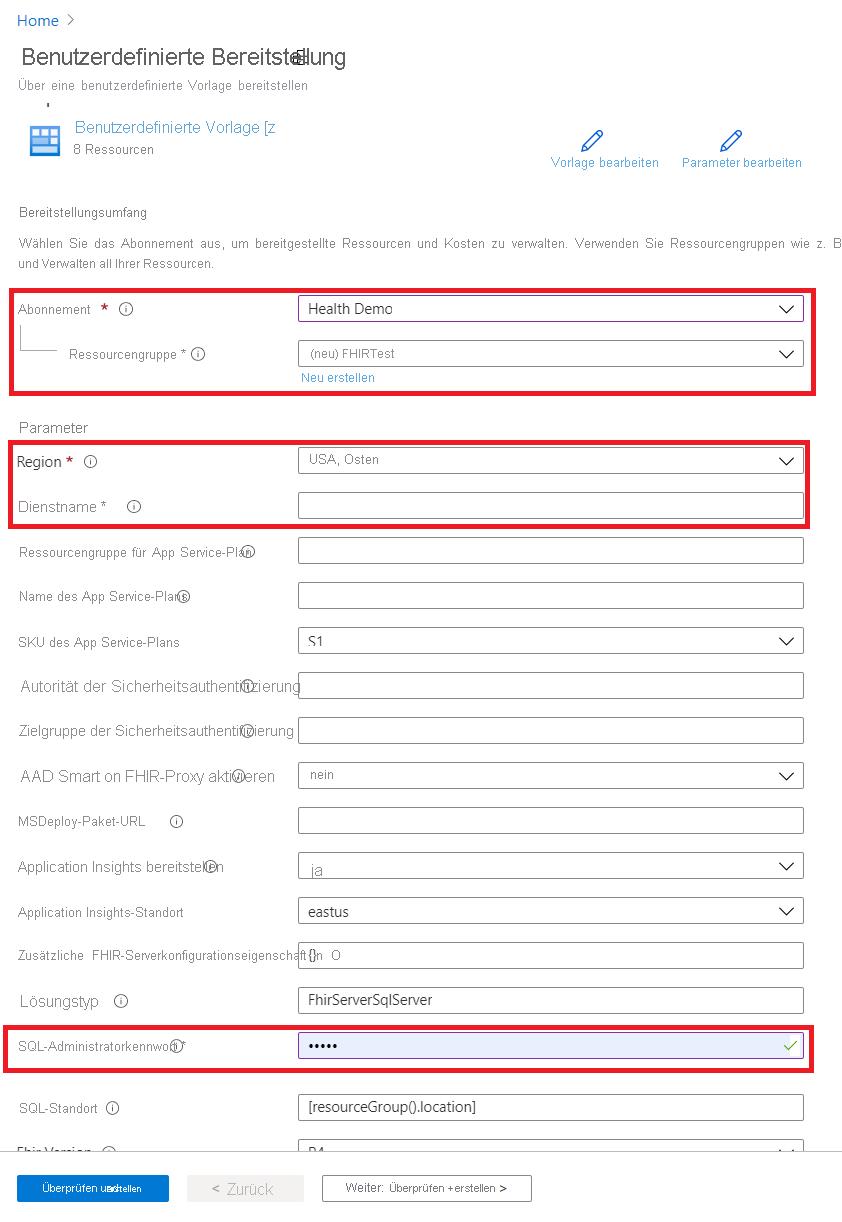 Home >
Benutzerdefinierte Bereitstellung
Über eine benutzerdefinierte Vorlage bereitstellen
Benutzerdefinierte Vorlage [z
8 Ressourcen
Vorlage bearbeiten
Parameter bearbeiten
Bereitstellungsumfang
Wählen Sie das Abonnement aus, um bereitgestellte Ressourcen und Kosten zu verwalten. Verwenden Sie Ressourcengruppen wie z. B
und Verwalten all Ihrer Ressourcen.
Abonnement * Health Demo
Ressourcengruppe * (neu) FHIRTest
Neu erstellen
Parameter
Region * USA, Osten
Dienstname *
Ressourcengruppe für App Service-Plan
Name des App Service-Plans
SKU des App Service-Plans S1
Autorität der Sicherheitsauthentifizierung
Zielgruppe der Sicherheitsauthentifizierung
AAD Smart on FHIR-Proxy aktivieren nein
MSDeploy-Paket-URL
Application Insights bereitstellen ja
Application Insights-Standort eastus
Zusätzliche FHIR-Serverkonfigurationseigenschaften {} O
Lösungstyp FhirServerSqlServer
SQL-Administratorkennwort * •••••
SQL-Standort [resourceGroup().location]
Fhir Version R4
Überprüfen und erstellen
< Zurück
Weiter: Überprüfen + erstellen >